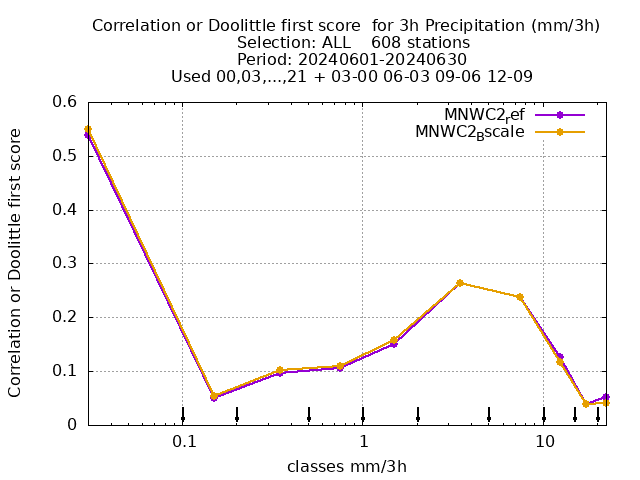 Correlation or Doolittle first score  for 3h Precipitation (mm/3h)
Selection: ALL    608 stations
Period: 20240601-20240630
Used 00,03,...,21 + 03-00 06-03 09-06 12-09
MNWC2ref
MNWC2Bscale
Correlation or Doolittle first score
0.6
0.5
0.4
0.3
0.2
0.1
0
0.1 1 10
classes mm/3h